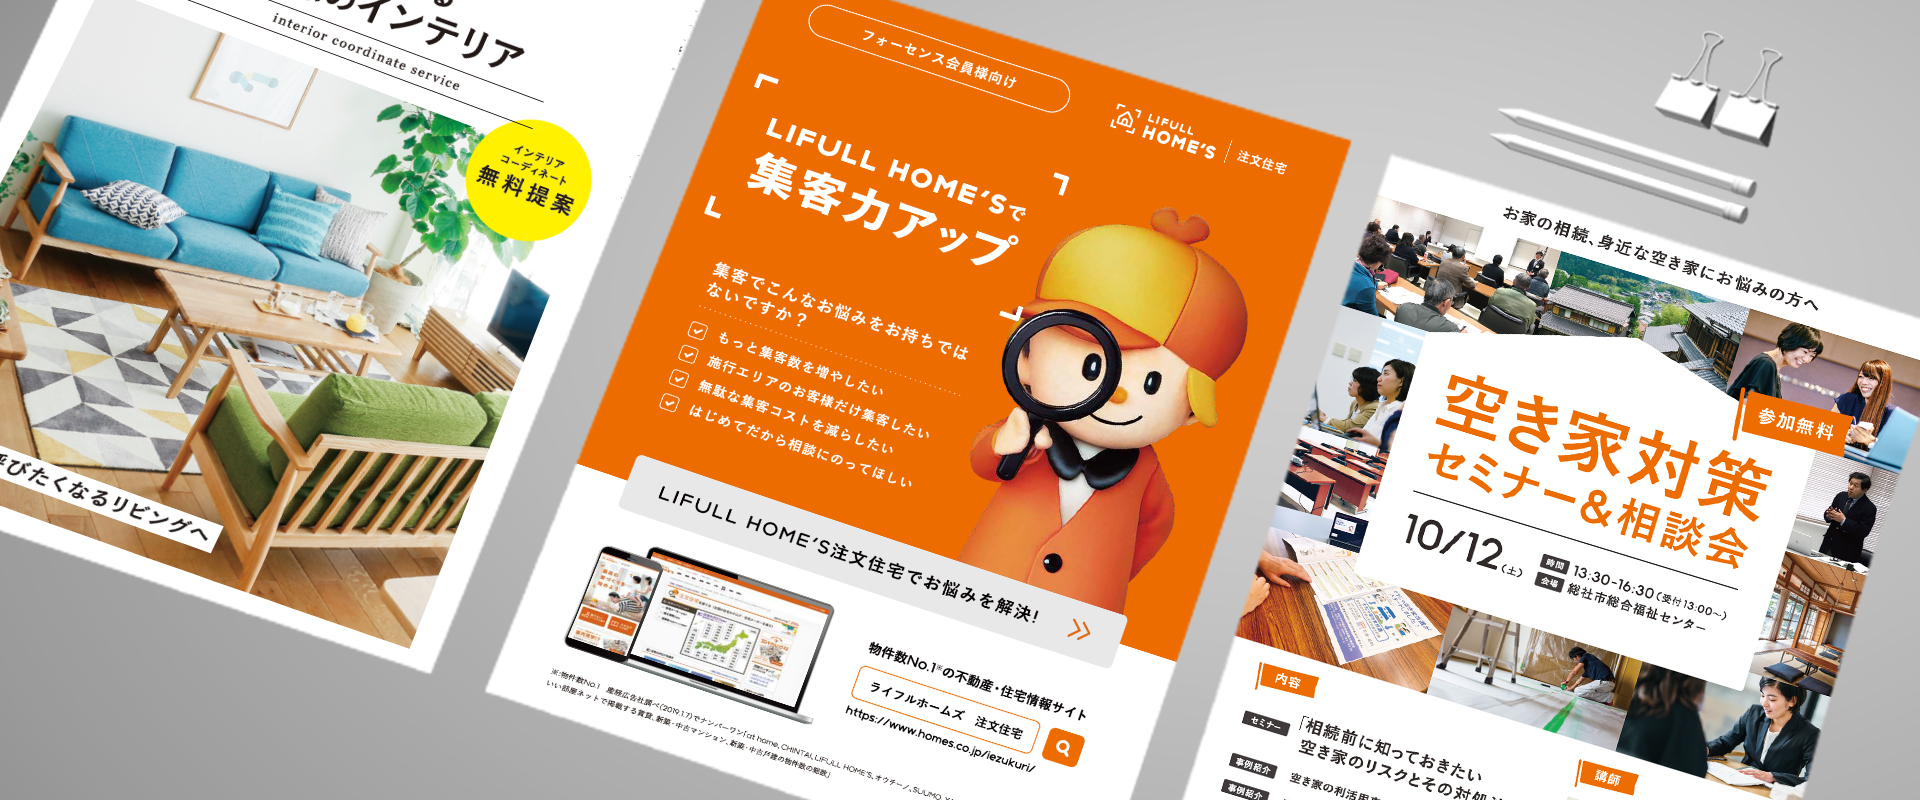 のインテリア
interior coordinate service
インテリア
コーディネート
無料提案
呼びたくなるリビングへ
フォーセンス会員様向け
LIFULL
HOME'S
注文住宅
LIFULL HOME'Sで
集客力アップ
集客でこんなお悩みをお持ちでは
ないですか？
もっと集客数を増やしたい
施行エリアのお客様だけ集客したい
無駄な集客コストを減らしたい
はじめてだから相談にのってほしい
LIFULL HOME'S注文住宅でお悩みを解決！
物件数No.1※の不動産・住宅情報サイト
ライフルホームズ 注文住宅
https://www.homes.co.jp/iezukuri/
※:物件数No.1 産経広告社調べ(2019.1.7)でナンバーワン「at home、CHINTAI、LIFULL HOME'S、オウチーノ、SUUMO、
いい部屋ネットで掲載する賃貸、新築・中古マンション、新築・中古戸建の物件数の総数」
お家の相続、身近な空き家にお悩みの方へ
参加無料
空き家対策
セミナー＆相談会
10/12(土)
時間 13:30-16:30(受付13:00〜)
会場 総社市総合福祉センター
内容
セミナー 「相続前に知っておきたい
空き家のリスクとその対処
事例紹介 空き家の利活用
事例紹介
講師